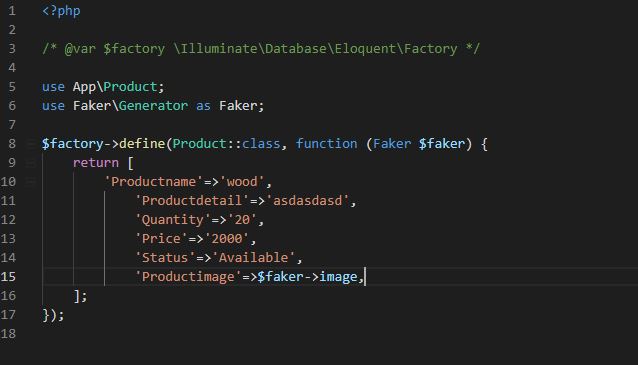 1 <?php
2
3 /* @var $factory \Illuminate\Database\Eloquent\Factory */
4
5 use App\Product;
6 use Faker\Generator as Faker;
7
8 $factory->define(Product::class, function (Faker $faker) {
9     return [
10         'Productname'=>'wood',
11             'Productdetail'=>'asdasdasd',
12             'Quantity'=>'20',
13             'Price'=>'2000',
14             'Status'=>'Available',
15             'Productimage'=>$faker->image,
16     ];
17 });
18